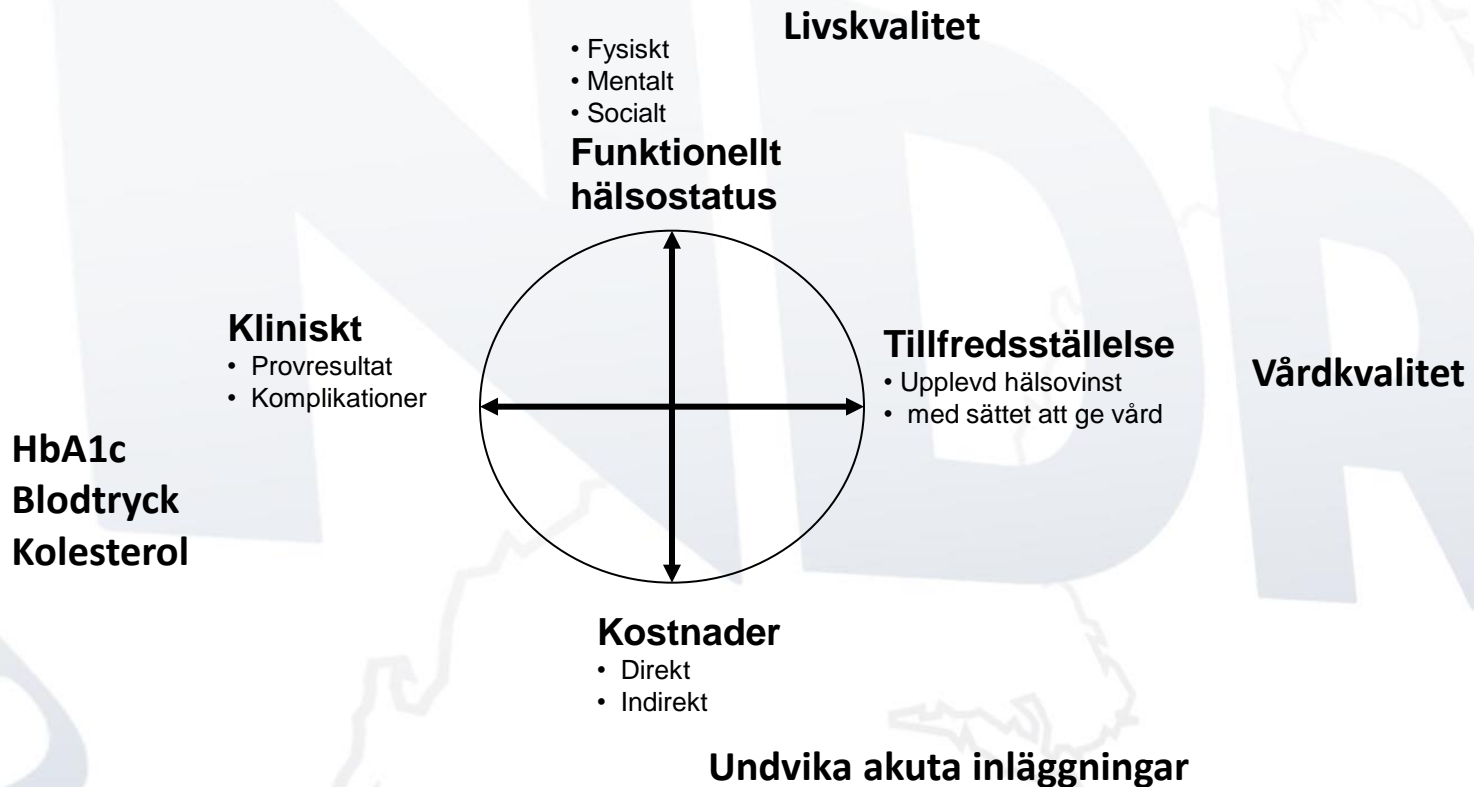 Livskvalitet
• Fysiskt
• Mentalt
• Socialt
Funktionellt
hälsostatus
Kliniskt
• Provresultat
• Komplikationer
Tillfredsställelse
• Upplevd hälsovinst
• med sättet att ge vård
Vårdkvalitet
HbA1c
Blodtryck
Kolesterol
Kostnader
• Direkt
• Indirekt
Undvika akuta inläggningar
NDR